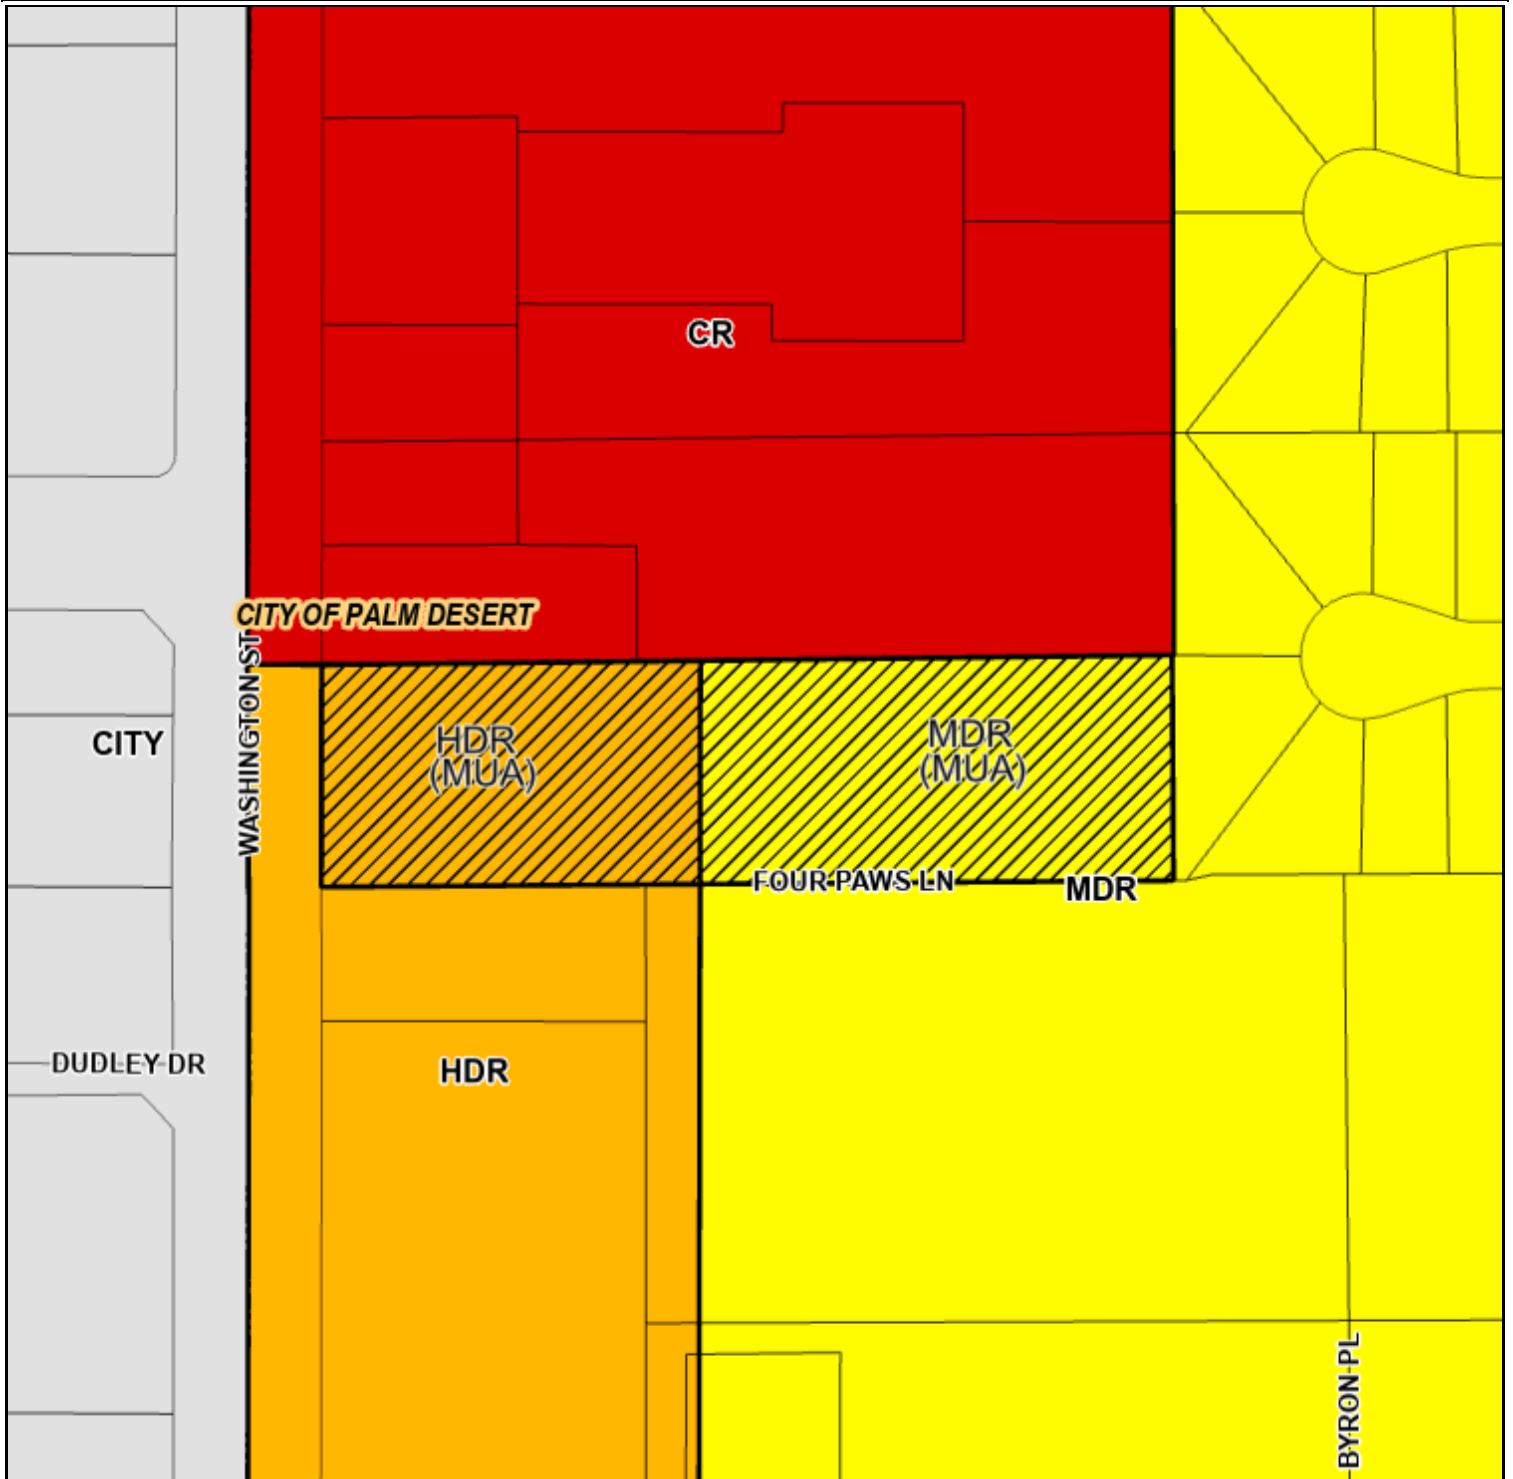 CR
CITY OF PALM DESERT
WASHINGTON ST
CITY
HDR
(MUA)
MDR
(MUA)
FOUR PAWS LN
MDR
DUDLEY DR
HDR
BYRON PL